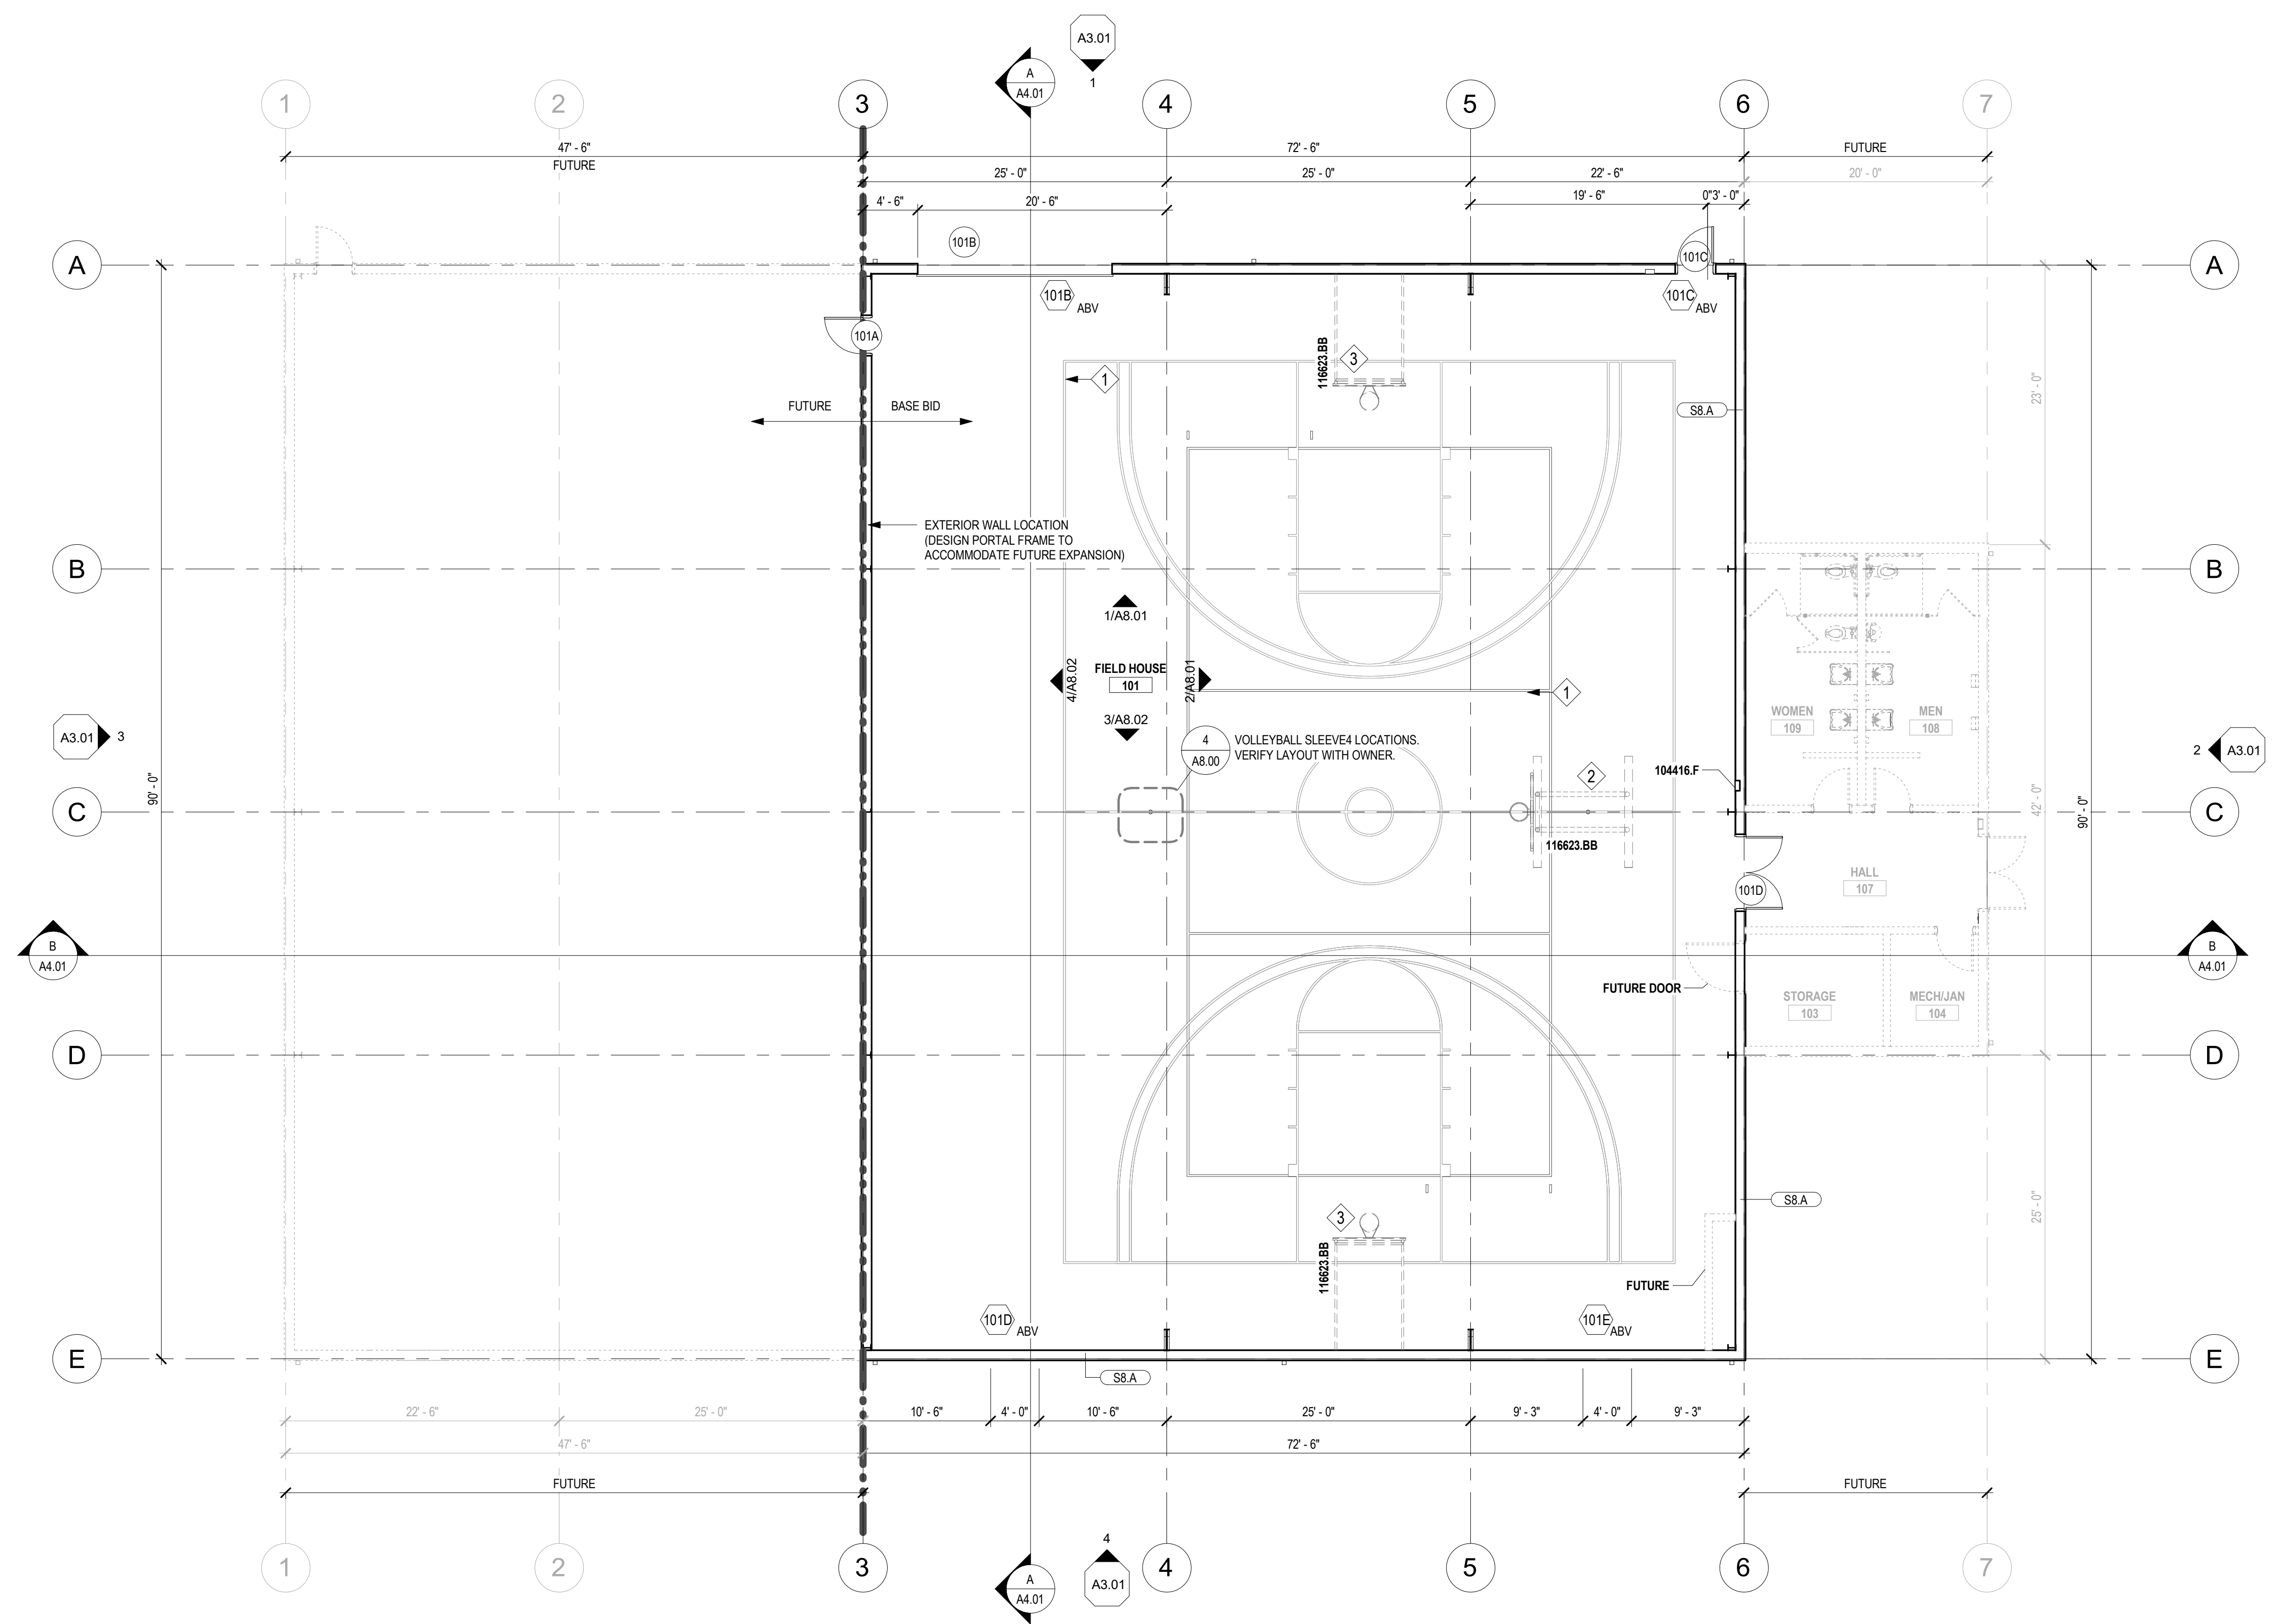 A3.01
1
A
A4.01
1
2
3
4
5
6
7
47' - 6"
FUTURE
72' - 6"
FUTURE
25' - 0"
25' - 0"
22' - 6"
20' - 0"
4' - 6"
20' - 6"
19' - 6"
0"
3' - 0"
101B
101C
A
A
101B
ABV
101C
ABV
101A
116623.BB
3
1
FUTURE
BASE BID
S8.A
23' - 0"
EXTERIOR WALL LOCATION
(DESIGN PORTAL FRAME TO
ACCOMMODATE FUTURE EXPANSION)
B
B
1/A8.01
4/A8.02
FIELD HOUSE
101
2/A8.01
3/A8.02
1
WOMEN
109
MEN
108
A3.01
3
2
A3.01
4
A8.00
VOLLEYBALL SLEEVE4 LOCATIONS.
VERIFY LAYOUT WITH OWNER.
2
104416.F
90' - 0"
42' - 0"
90' - 0"
C
C
116623.BB
HALL
107
101D
B
A4.01
B
A4.01
FUTURE DOOR
STORAGE
103
MECH/JAN
104
D
D
S8.A
25' - 0"
3
116623.BB
FUTURE
101D
ABV
101E
ABV
E
E
S8.A
22' - 6"
25' - 0"
10' - 6"
4' - 0"
10' - 6"
25' - 0"
9' - 3"
4' - 0"
9' - 3"
47' - 6"
72' - 6"
FUTURE
FUTURE
4
A3.01
A
A4.01
1
2
3
4
5
6
7